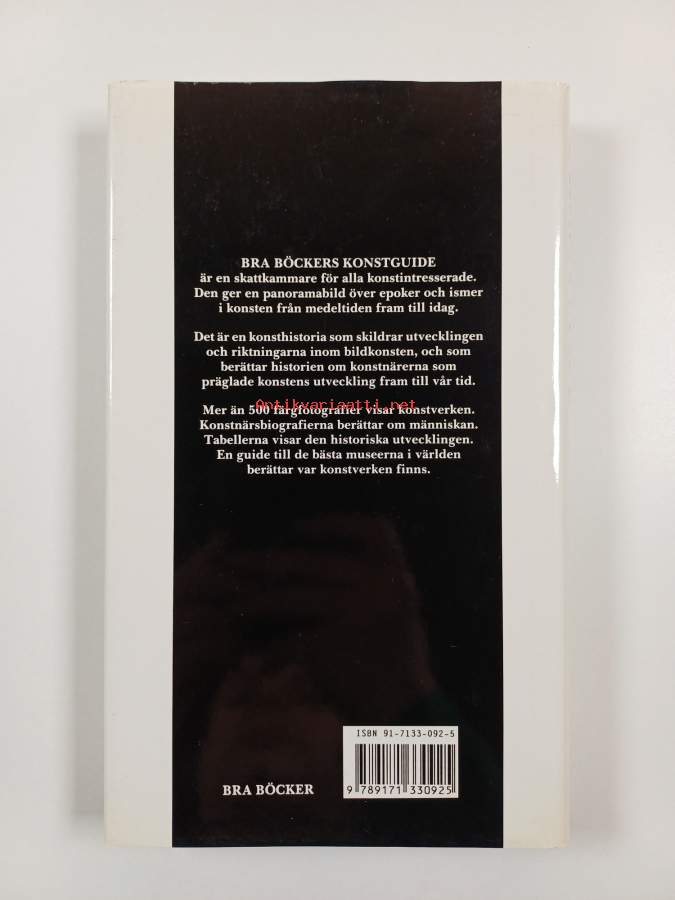 BRA BÖCKERS KONSTGUIDE
är en skattkammare för alla konstintresserade.
Den ger en panoramabild över epoker och ismer
i konsten från medeltiden fram till idag.
Det är en konsthistoria som skildrar utvecklingen
och riktningarna inom bildkonsten, och som
berättar historien om konstnärerna som
präglade konstens utveckling fram till vår tid.
Antikvariaatti.net
Mer än 500 färgfotografier visar konstverken.
Konstnärsbiografierna berättar om människan.
Tabellerna visar den historiska utvecklingen.
En guide till de bästa museerna i världen
berättar var konstverken finns.
ISBN 91-7133-092-5
9 789171 330925
BRA BÖCKER